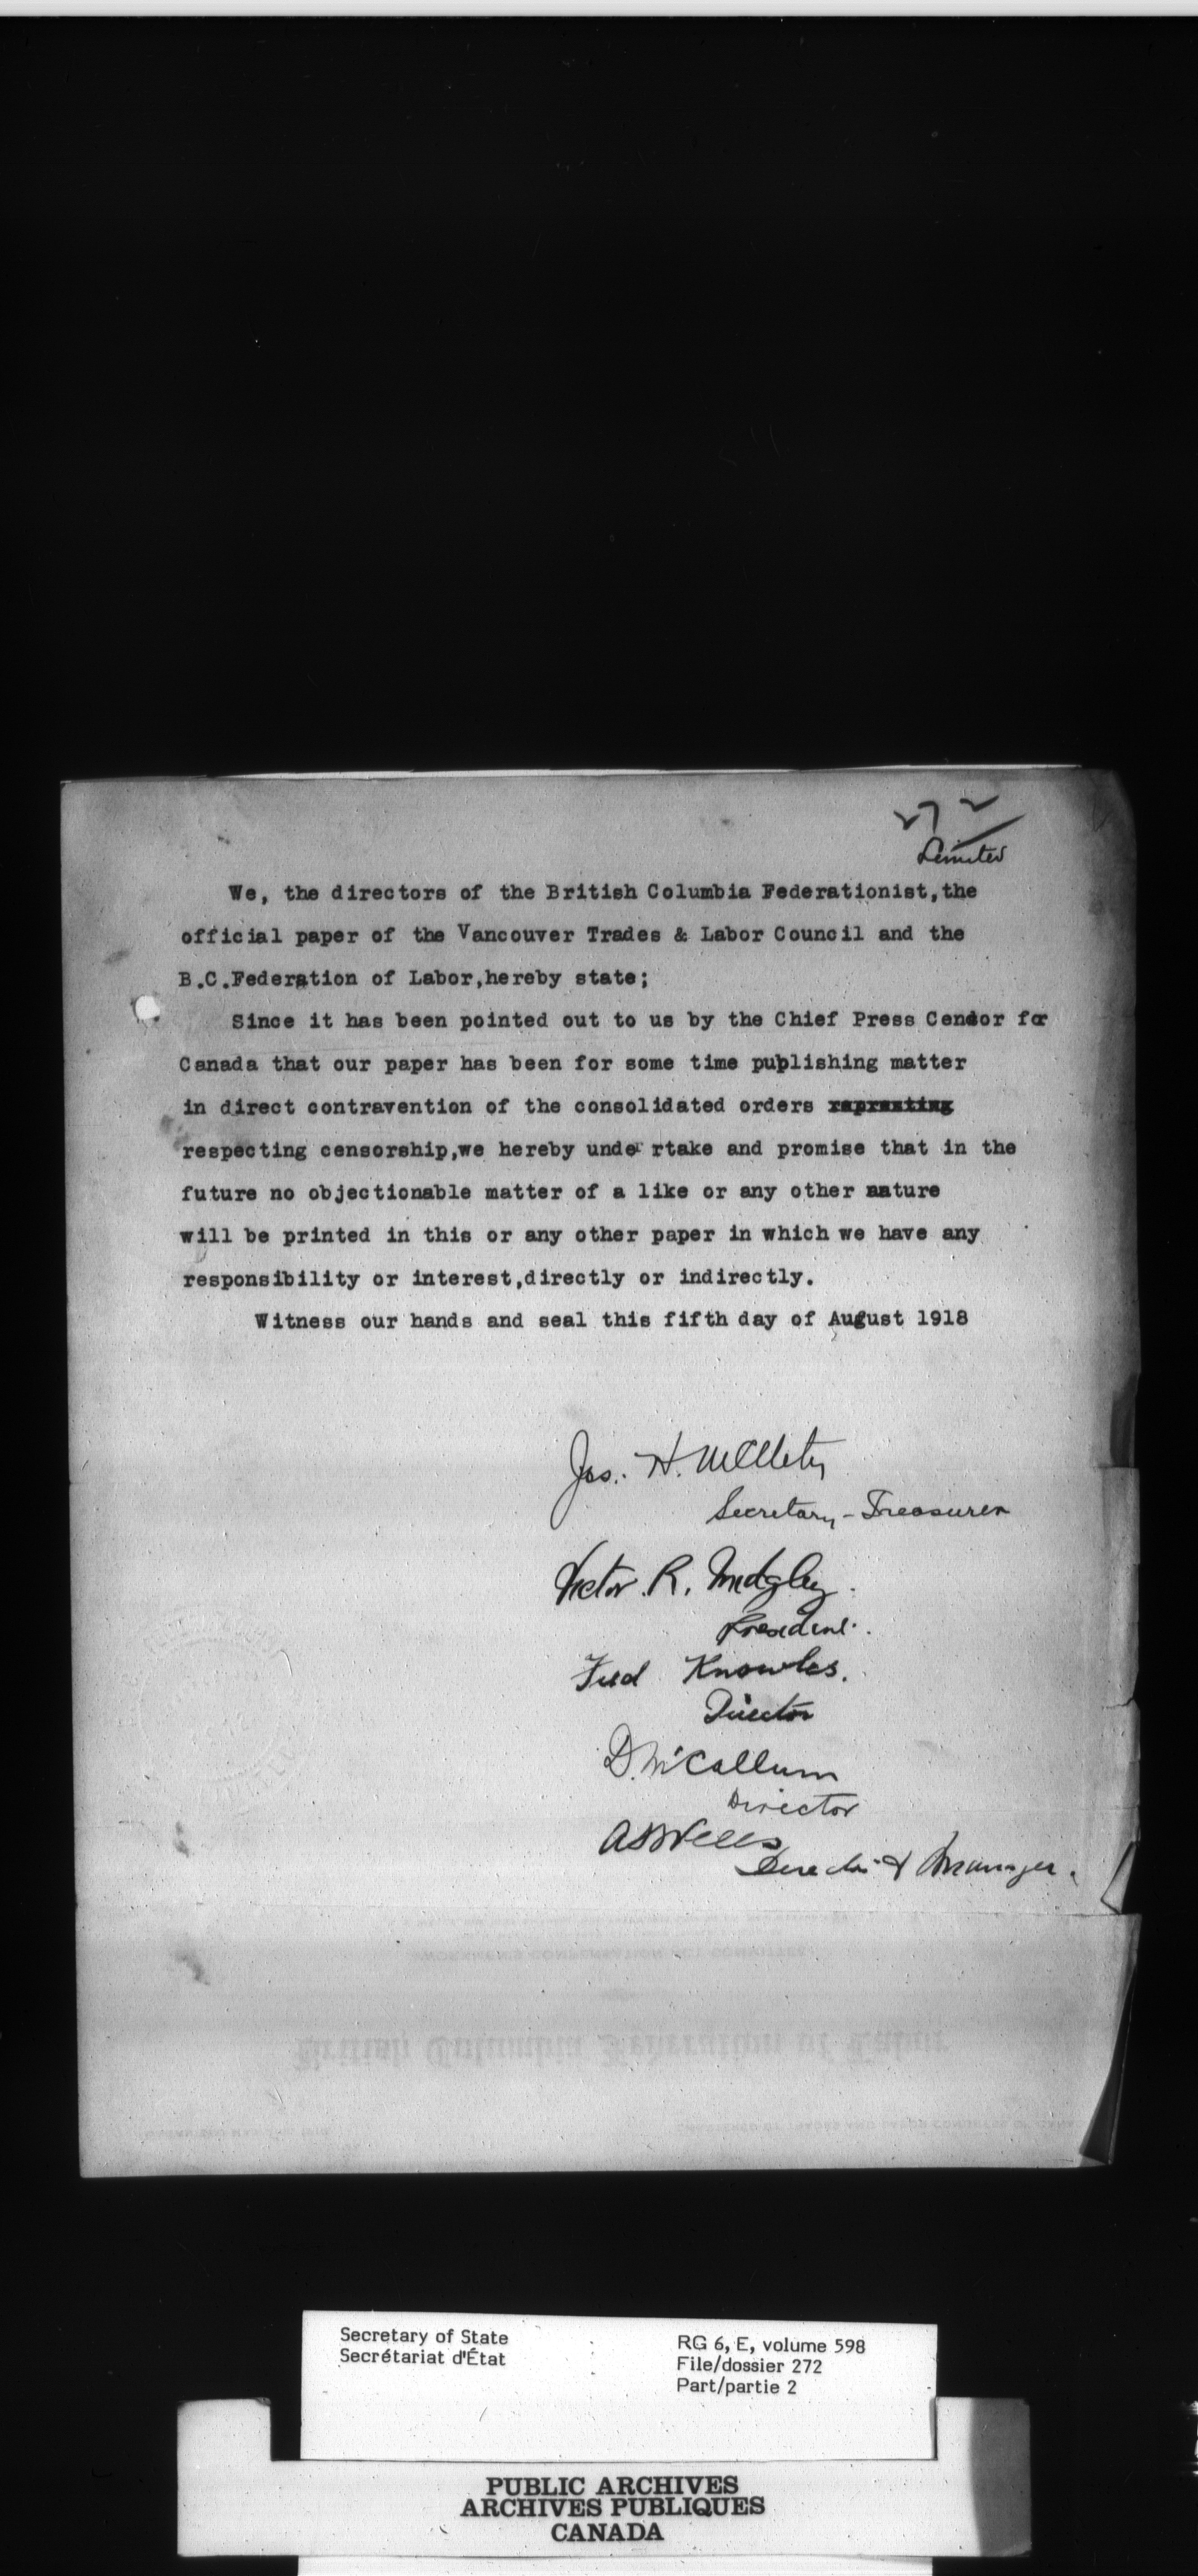 272
Limited
We, the directors of the British Columbia Federationist,the
official paper of the Vancouver Trades & Labor Council and the
B.C.Federation of Labor,hereby state;
Since it has been pointed out to us by the Chief Press Censor for
Canada that our paper has been for some time publishing matter
in direct contravention of the consolidated orders
respecting censorship,we hereby unde rtake and promise that in the
future no objectionable matter of a like or any other nature
will be printed in this or any other paper in which we have any
responsibility or interest,directly or indirectly.
Witness our hands and seal this fifth day of August 1918
Jos. H. McVety
Secretary-Treasurer
Victor R. Midgley.
President.
Fred Knowles.
Director
D. McCallum
Director
A S Wells
Director & Manager.
British Columbia Federation of Labor
Secretary of State
Secrétariat d'État
RG 6, E, volume 598
File/dossier 272
Part/partie 2
PUBLIC ARCHIVES
ARCHIVES PUBLIQUES
CANADA